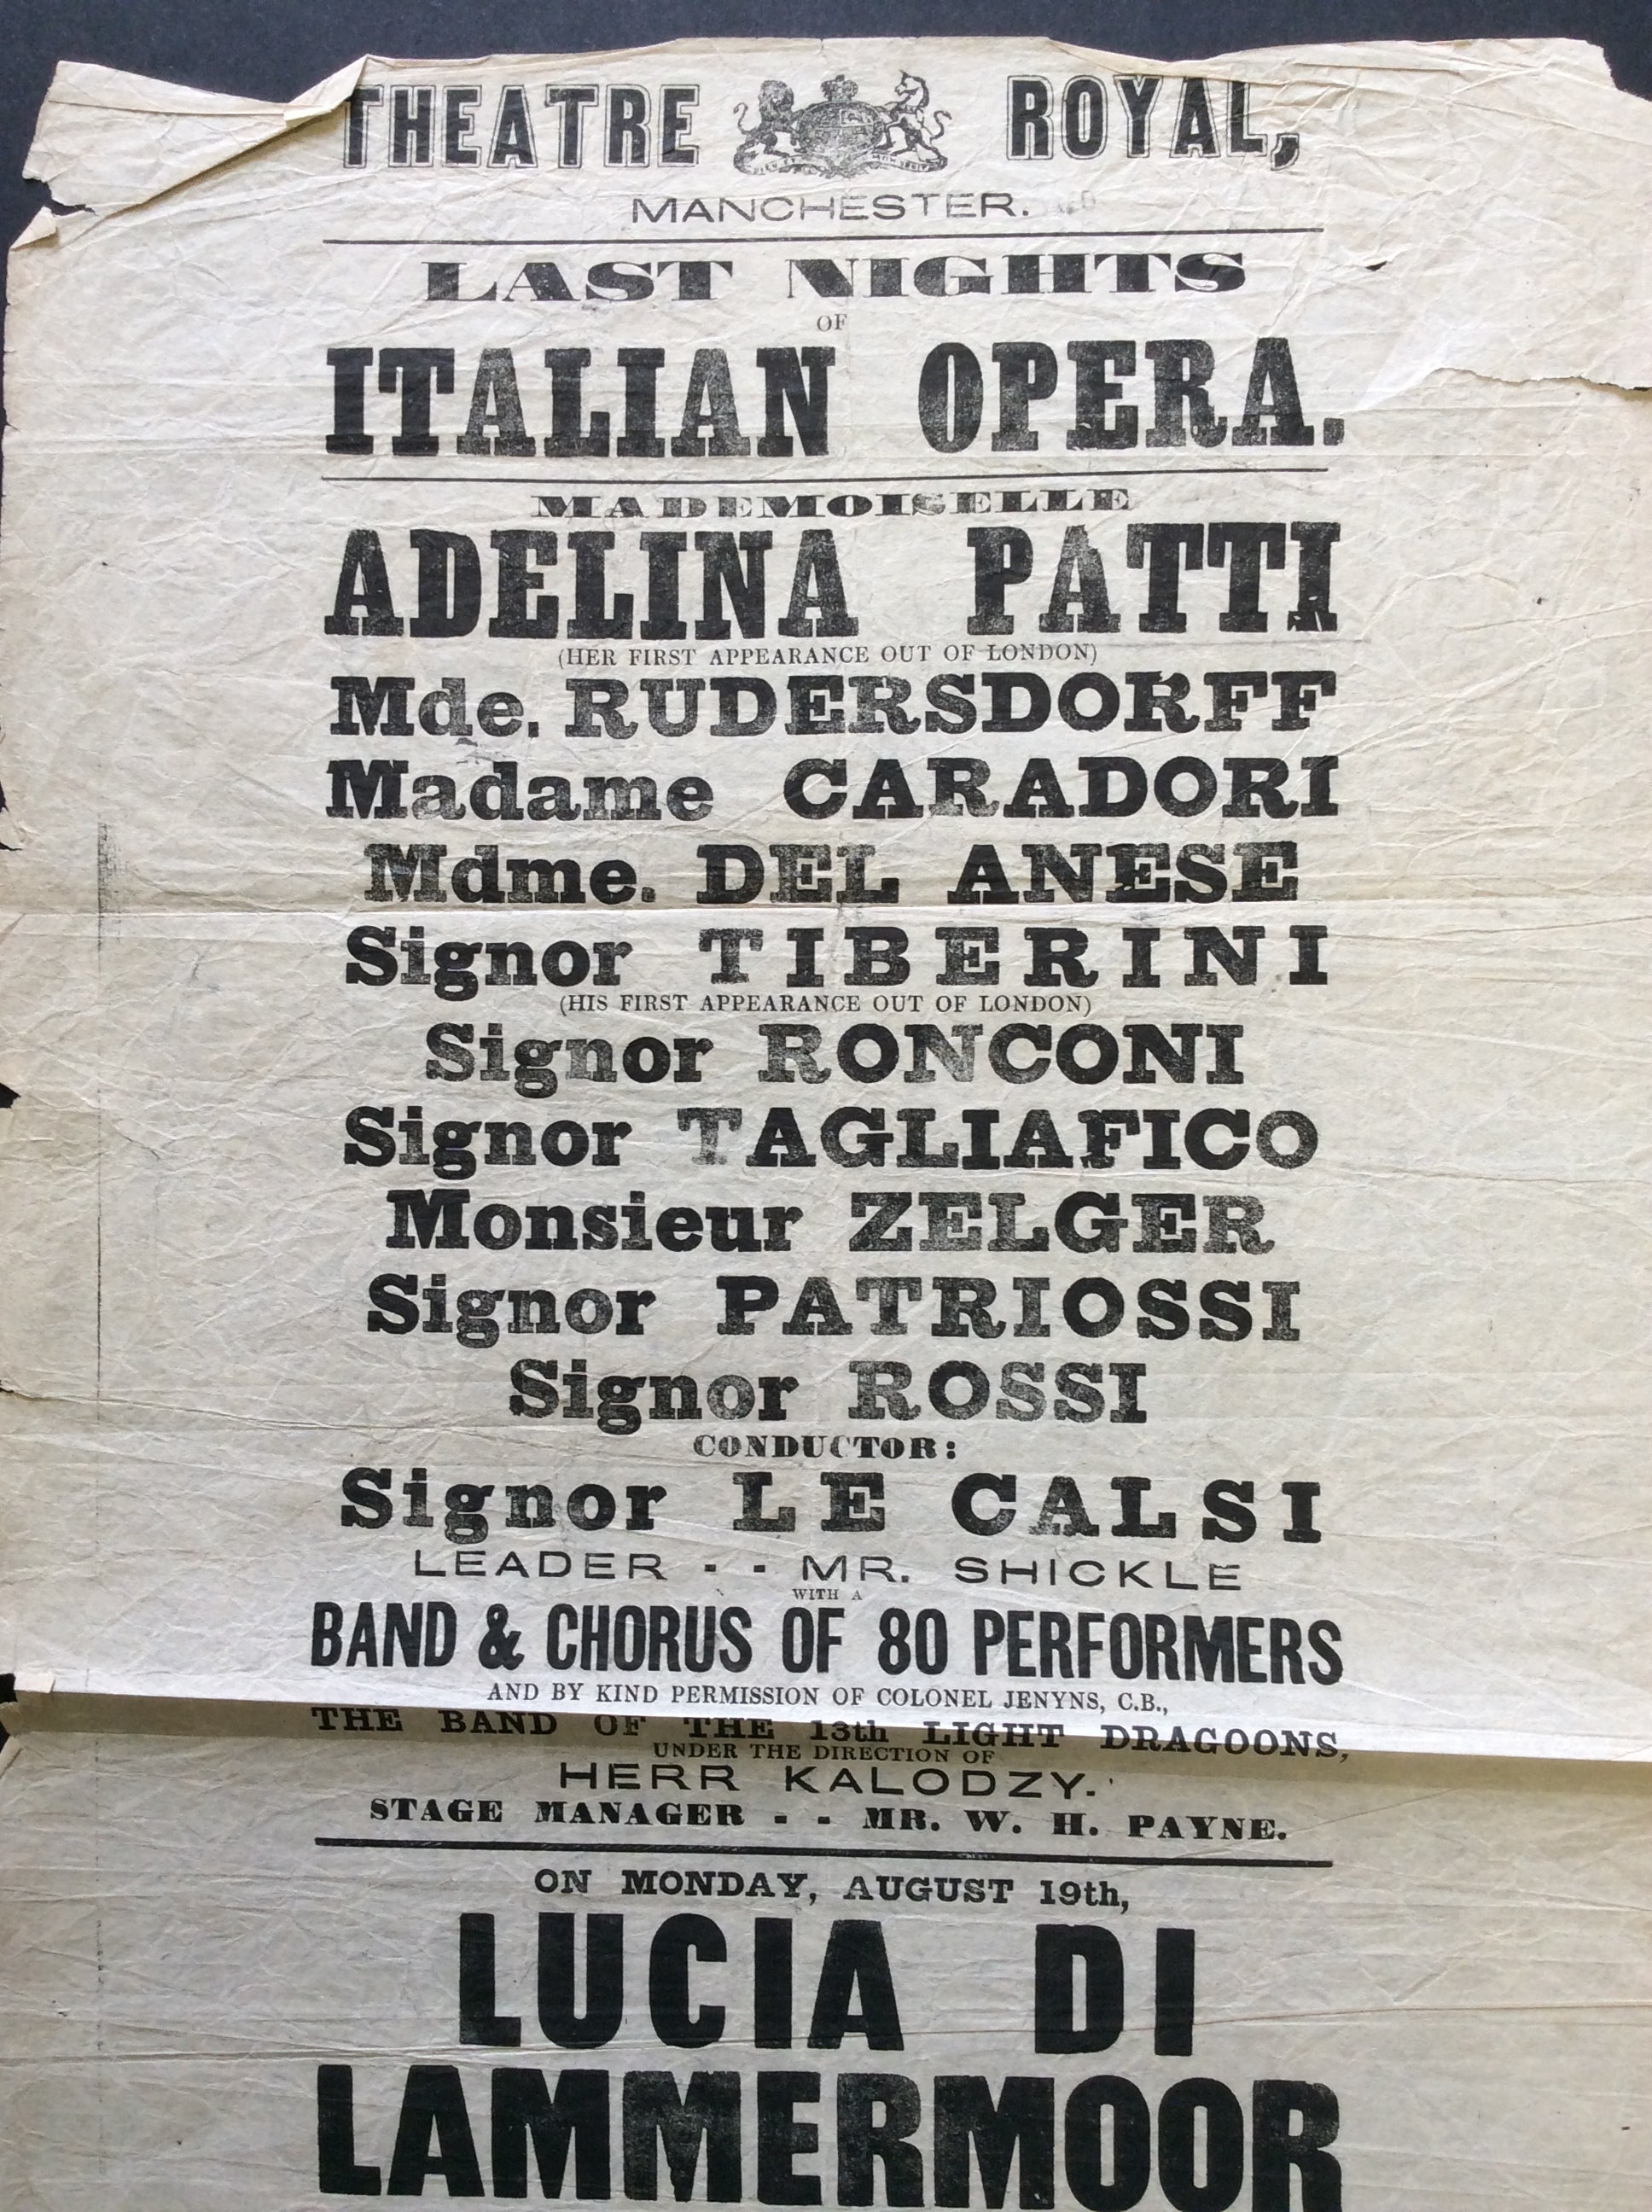 THEATRE ROYAL,
MANCHESTER.
LAST NIGHTS
OF
ITALIAN OPERA.
MADEMOISELLE
ADELINA PATTI
(HER FIRST APPEARANCE OUT OF LONDON)
Mde. RUDERSDORFF
Madame CARADORI
Mdme. DEL ANESE
Signor TIBERINI
(HIS FIRST APPEARANCE OUT OF LONDON)
Signor RONCONI
Signor TAGLIAFICO
Monsieur ZELGER
Signor PATRIOSSI
Signor ROSSI
CONDUCTOR:
Signor LE CALSI
LEADER - - MR. SHICKLE
WITH A
BAND & CHORUS OF 80 PERFORMERS
AND BY KIND PERMISSION OF COLONEL JENYNS, C.B.,
THE BAND OF THE 13th LIGHT DRAGOONS,
UNDER THE DIRECTION OF
HERR KALODZY.
STAGE MANAGER - - MR. W. H. PAYNE.
ON MONDAY, AUGUST 19th,
LUCIA DI
LAMMERMOOR